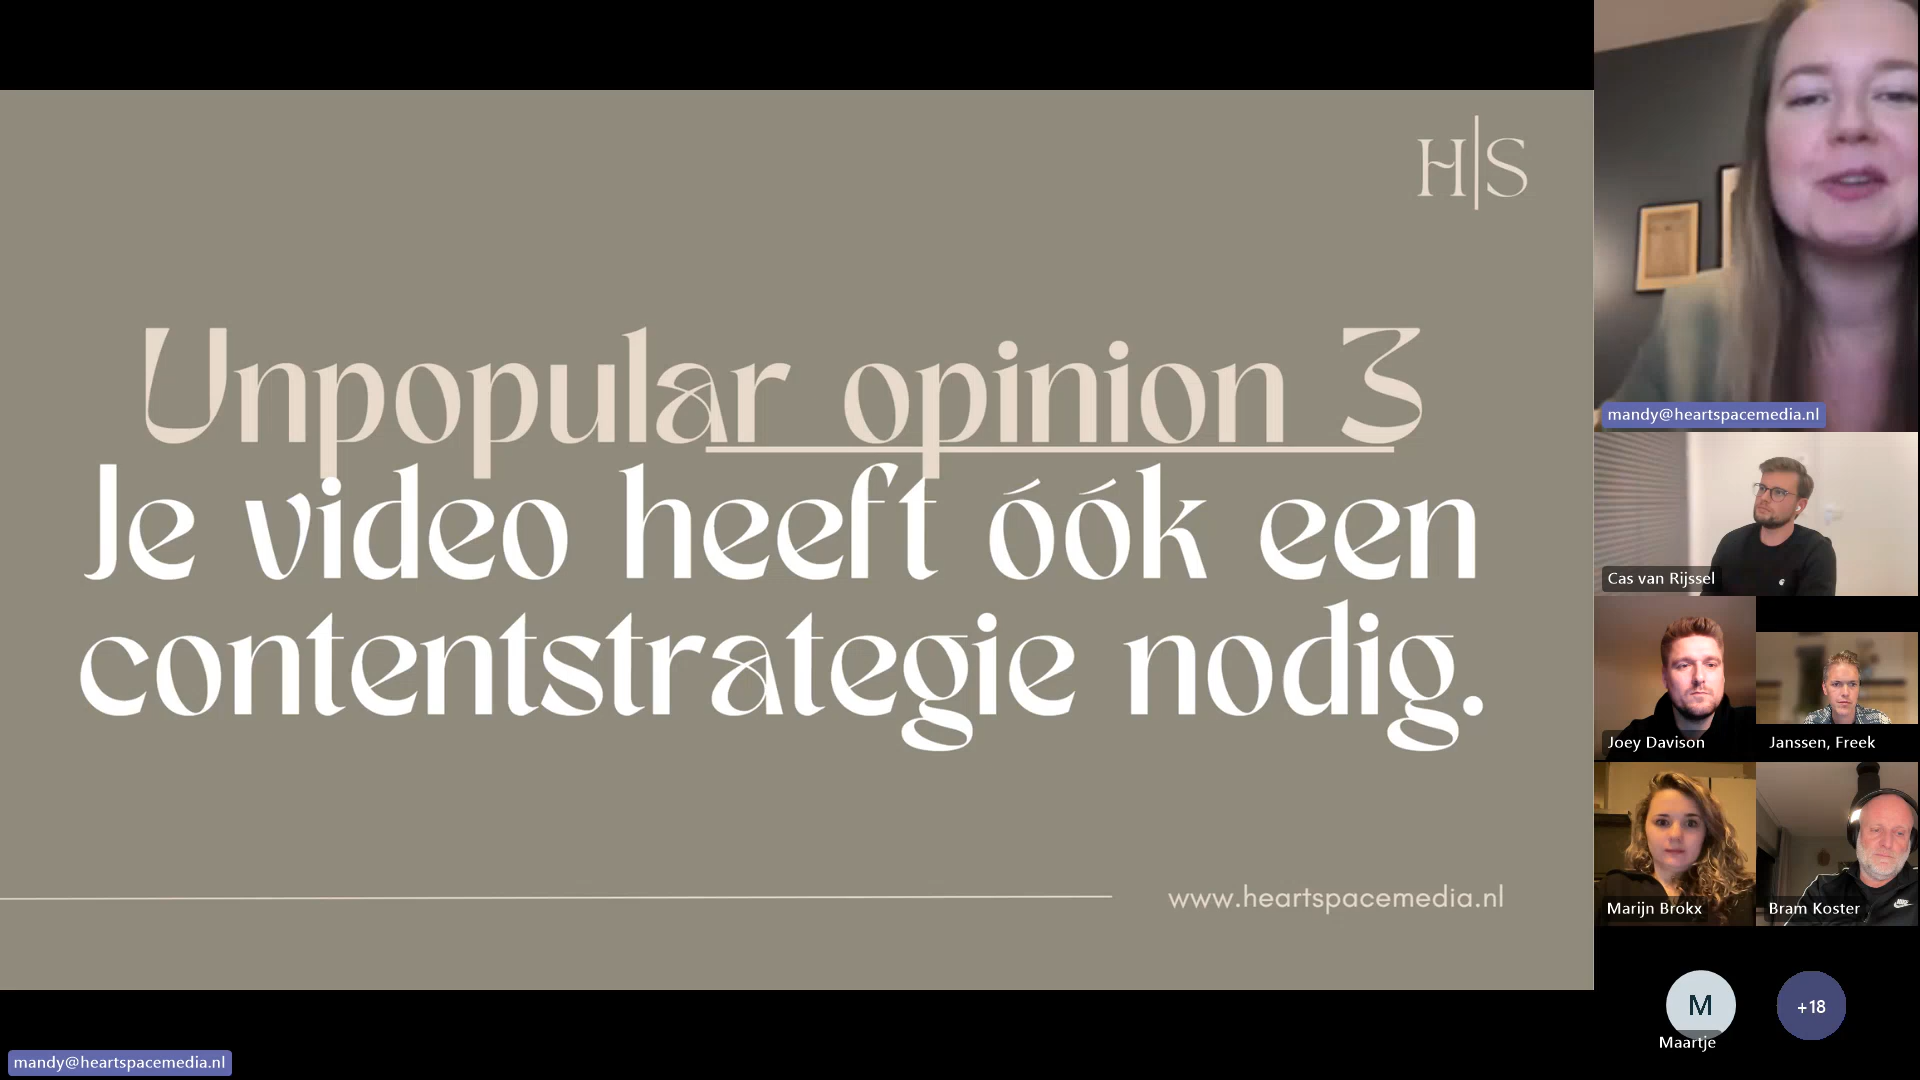 H|S
Unpopular opinion 3
Je video heeft óók een
contentstrategie nodig.
www.heartspacemedia.nl
mandy@heartspacemedia.nl
mandy@heartspacemedia.nl
Cas van Rijssel
Joey Davison
Janssen, Freek
Marijn Brokx
Bram Koster
M
Maartje
+18